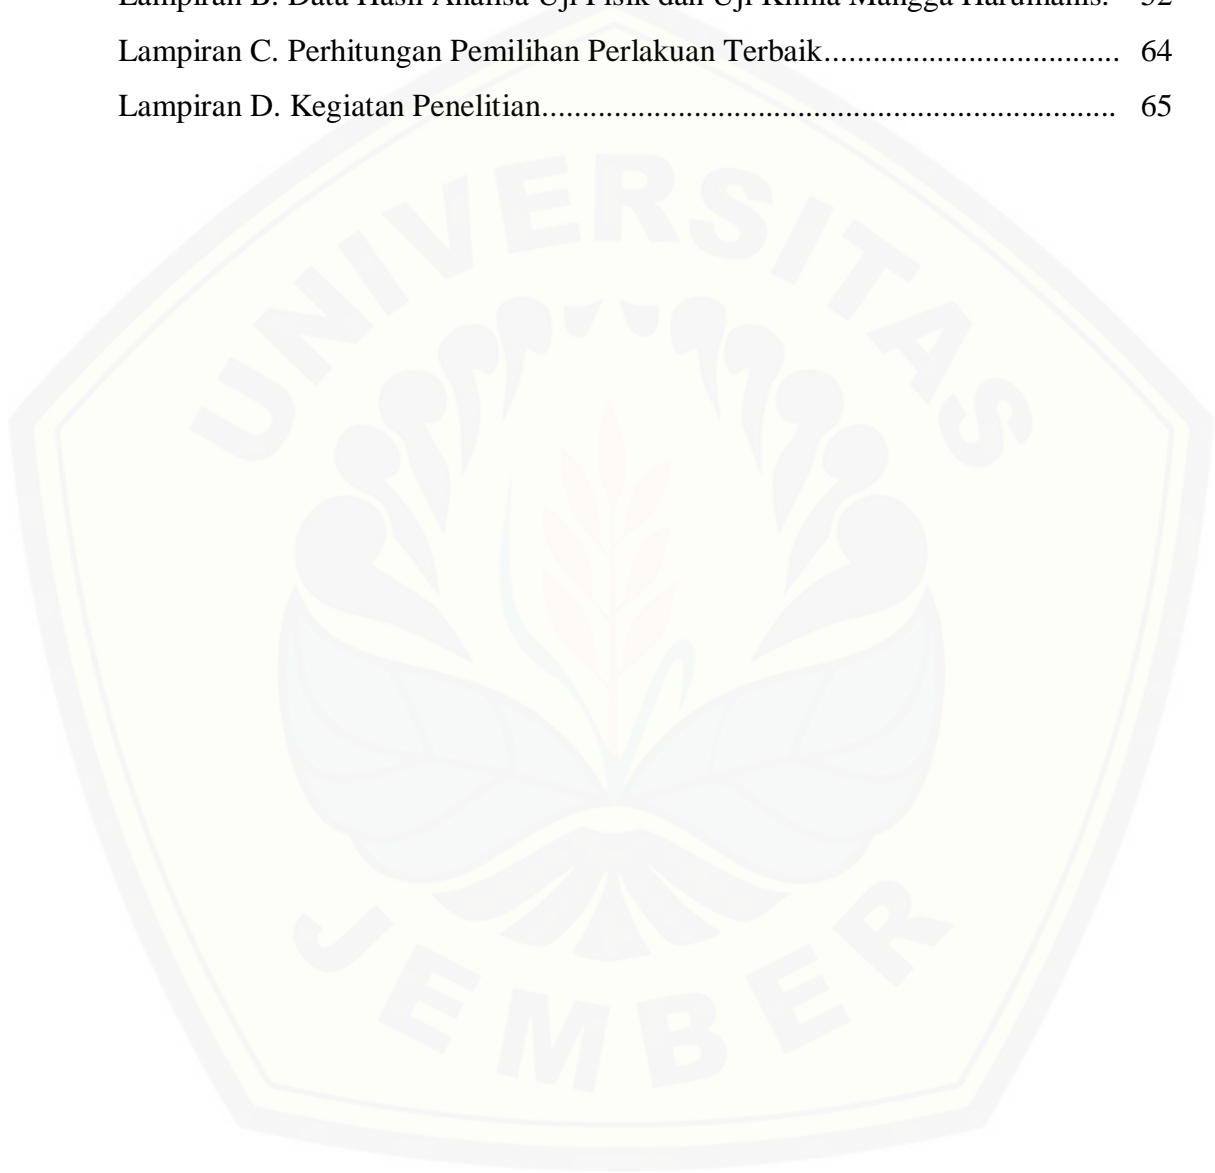 Lampiran B. Data Hasil Analisa Uji Fisik dan Uji Kimia Mangga Harumanis.
Lampiran C. Perhitungan Pemilihan Perlakuan Terbaik.................................... 64
Lampiran D. Kegiatan Penelitian....................................................................... 65
UNIVERSITAS
JEMBER